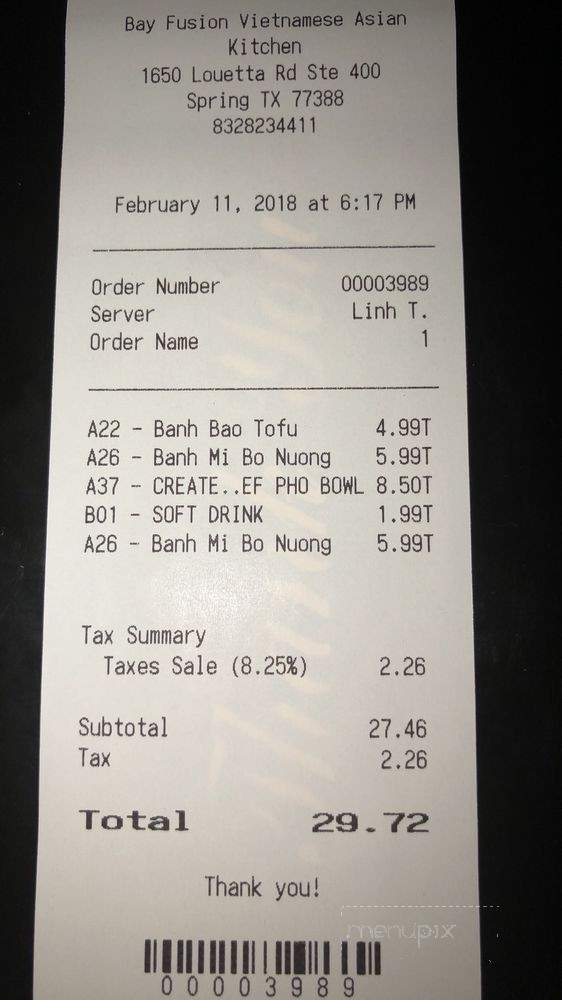 Bay Fusion Vietnamese Asian
Kitchen
1650 Louetta Rd Ste 400
Spring TX 77388
8328234411
February 11, 2018 at 6:17 PM
Order Number 00003989
Server Linh T.
Order Name 1
A22 - Banh Bao Tofu 4.99T
A26 - Banh Mi Bo Nuong 5.99T
A37 - CREATE..EF PHO BOWL 8.50T
B01 - SOFT DRINK 1.99T
A26 - Banh Mi Bo Nuong 5.99T
Tax Summary
Taxes Sale (8.25%) 2.26
Subtotal 27.46
Tax 2.26
Total 29.72
Thank you!
menupix
00003989